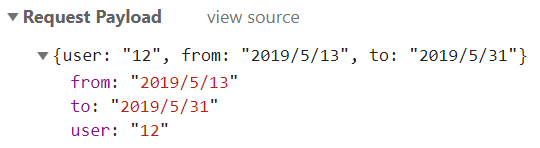 ▼Request Payload view source
▼{user: "12", from: "2019/5/13", to: "2019/5/31"}
from: "2019/5/13"
to: "2019/5/31"
user: "12"